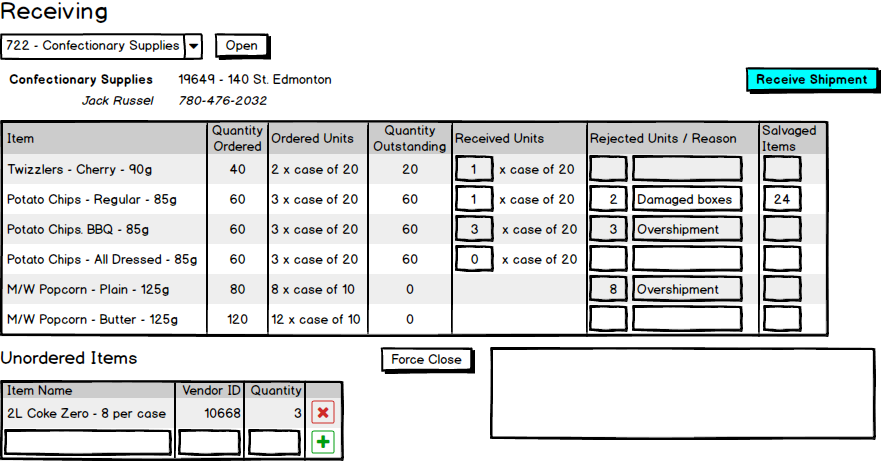 Receiving
722 - Confectionary Supplies Open
Confectionary Supplies 19649 - 140 St. Edmonton
Receive Shipment
Jack Russel 780-476-2032
Item Quantity Ordered Ordered Units Quantity Outstanding Received Units Rejected Units / Reason Salvaged Items
Twizzlers - Cherry - 90g 40 2 x case of 20 20 1 x case of 20
Potato Chips - Regular - 85g 60 3 x case of 20 60 1 x case of 20 2 Damaged boxes 24
Potato Chips. BBQ - 85g 60 3 x case of 20 60 3 x case of 20 3 Overshipment
Potato Chips - All Dressed - 85g 60 3 x case of 20 60 0 x case of 20
M/W Popcorn - Plain - 125g 80 8 x case of 10 0 8 Overshipment
M/W Popcorn - Butter - 125g 120 12 x case of 10 0
Unordered Items Force Close
Item Name Vendor ID Quantity
2L Coke Zero - 8 per case 10668 3